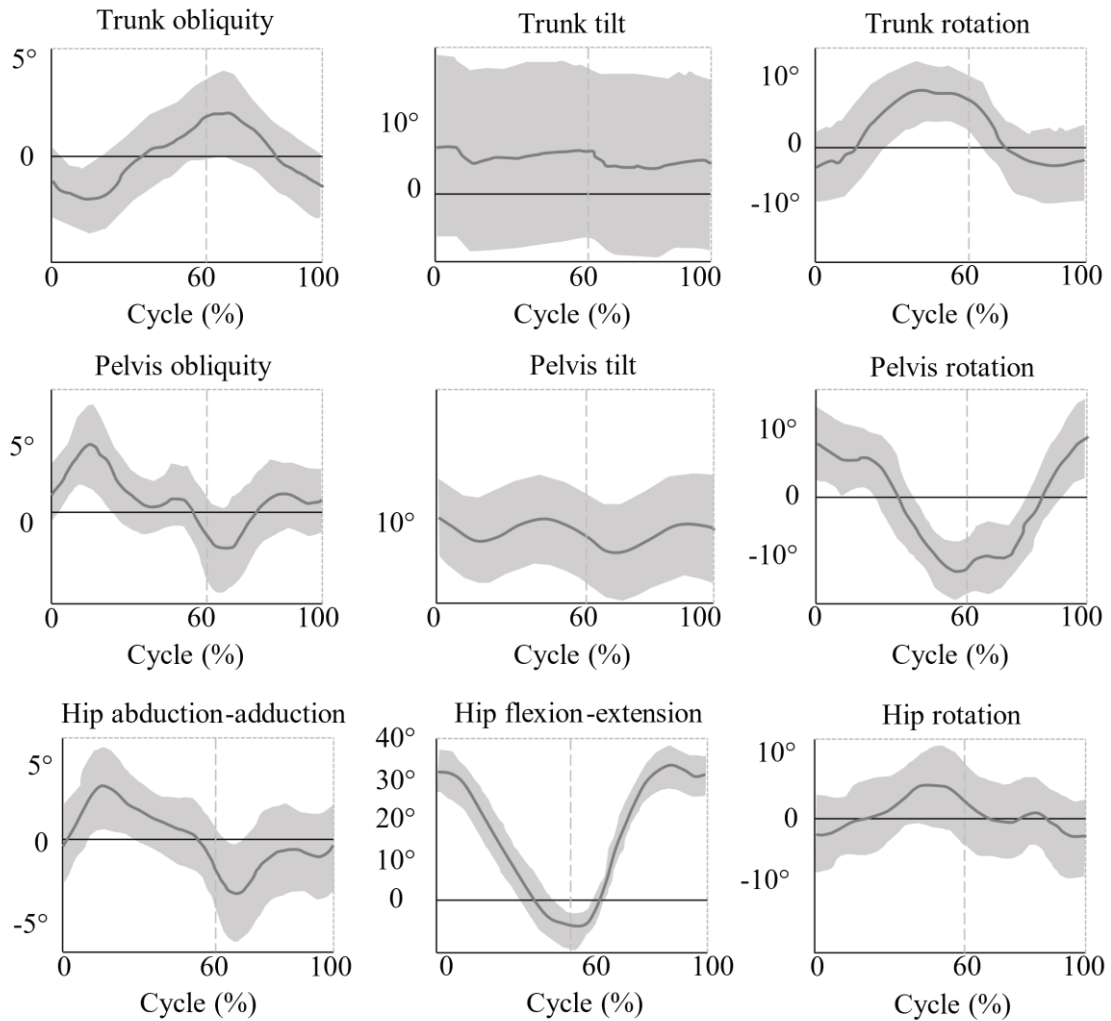 Trunk obliquity
5°
0
0 60 100
Cycle (%)
Trunk tilt
10°
0
0 60 100
Cycle (%)
Trunk rotation
10°
0
-10°
0 60 100
Cycle (%)
Pelvis obliquity
5°
0
0 60 100
Cycle (%)
Pelvis tilt
10°
0 60 100
Cycle (%)
Pelvis rotation
10°
0
-10°
0 60 100
Cycle (%)
Hip abduction-adduction
5°
0
-5°
0 60 100
Cycle (%)
Hip flexion-extension
40°
30°
20°
10°
0
0 60 100
Cycle (%)
Hip rotation
10°
0
-10°
0 60 100
Cycle (%)